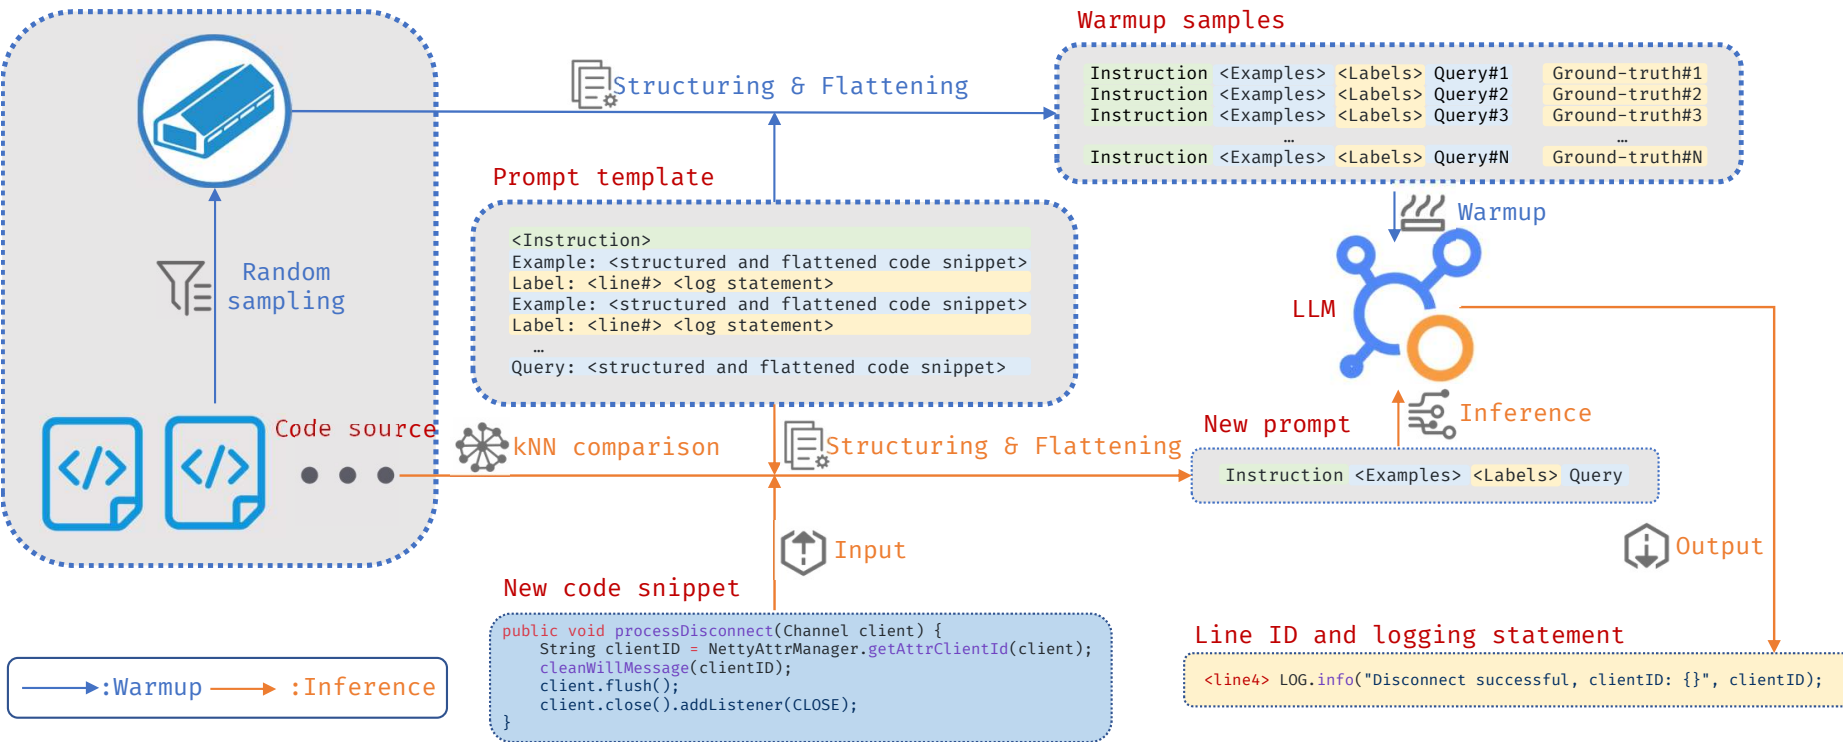 Warmup samples
Instruction <Examples> <Labels> Query#1 Ground-truth#1
Instruction <Examples> <Labels> Query#2 Ground-truth#2
Instruction <Examples> <Labels> Query#3 Ground-truth#3
… …
Instruction <Examples> <Labels> Query#N Ground-truth#N
Structuring & Flattening
Prompt template
<Instruction>
Example: <structured and flattened code snippet>
Label: <line#> <log statement>
Example: <structured and flattened code snippet>
Label: <line#> <log statement>
…
Query: <structured and flattened code snippet>
Warmup
Random
sampling
LLM
Code source
kNN comparison
Structuring & Flattening
New prompt
Inference
Instruction <Examples> <Labels> Query
Input
Output
New code snippet
public void processDisconnect(Channel client) {
String clientID = NettyAttrManager.getAttrClientId(client);
cleanWillMessage(clientID);
client.flush();
client.close().addListener(CLOSE);
}
Line ID and logging statement
<line4> LOG.info("Disconnect successful, clientID: {}", clientID);
:Warmup :Inference